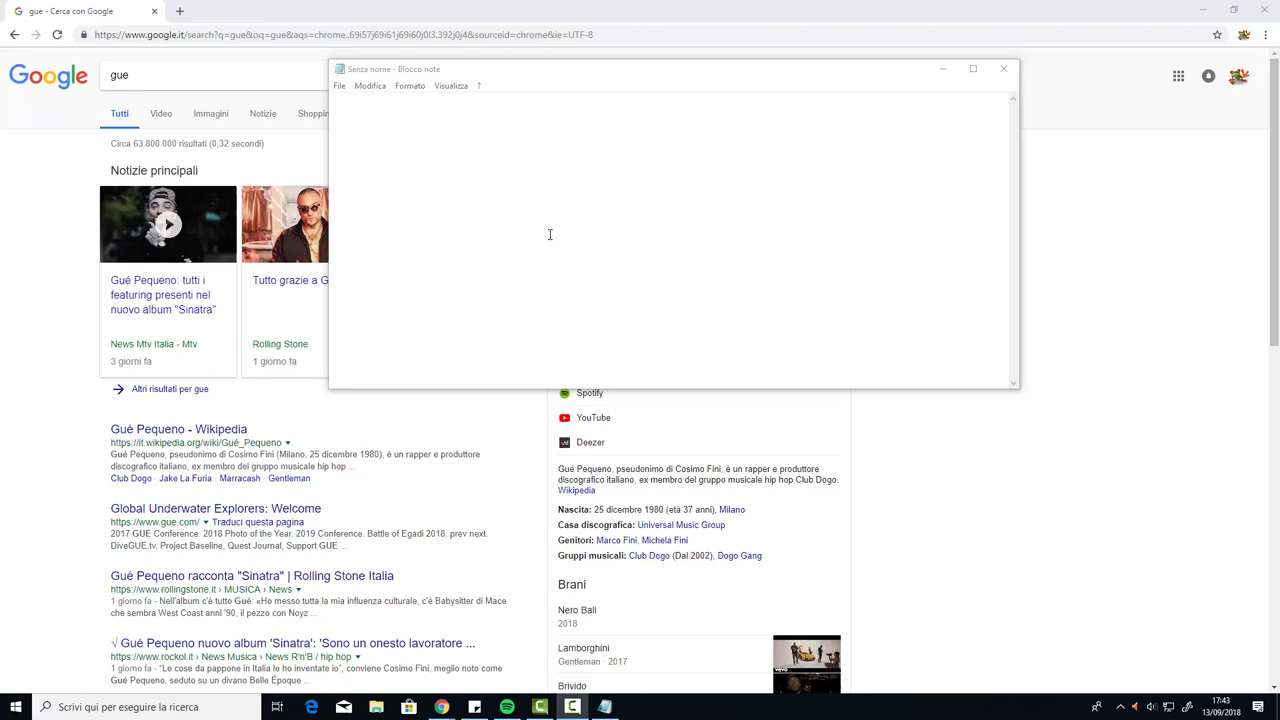 gue - Cerca con Google
https://www.google.it/search?q=gue&oq=gue&aqs=chrome..69i57j69i61j69i60j0l3.392j0j4&sourceid=chrome&ie=UTF-8
Google
gue
Tutti Video Immagini Notizie Shoppin
Circa 63.800.000 risultati (0,32 secondi)
Notizie principali
Gué Pequeno: tutti i
featuring presenti nel
nuovo album "Sinatra"
News Mtv Italia - Mtv
3 giorni fa
Tutto grazie a G
Rolling Stone
1 giorno fa
Altri risultati per gue
Senza nome - Blocco note
File Modifica Formato Visualizza ?
Gué Pequeno - Wikipedia
https://it.wikipedia.org/wiki/Gué_Pequeno
Gué Pequeno, pseudonimo di Cosimo Fini (Milano, 25 dicembre 1980), è un rapper e produttore
discografico italiano, ex membro del gruppo musicale hip hop ...
Club Dogo · Jake La Furia · Marracash · Gentleman
Global Underwater Explorers: Welcome
https://www.gue.com/ Traduci questa pagina
2017 GUE Conference. 2018 Photo of the Year. 2019 Conference. Battle of Egadi 2018. prev next.
DiveGUE.tv, Project Baseline, Quest Journal, Support GUE ...
Gué Pequeno racconta "Sinatra" | Rolling Stone Italia
https://www.rollingstone.it › MUSICA › News
1 giorno fa - Nell'album c'è tutto Gué: «Ho messo tutta la mia influenza culturale, c'è Babysitter di Mace
che sembra West Coast anni '90, il pezzo con Noyz ...
√ Gué Pequeno nuovo album 'Sinatra': 'Sono un onesto lavoratore ...
https://www.rockol.it › News Musica › News R'n'B / hip hop
1 giorno fa - "Le cose da pappone in Italia le ho inventate io", conviene Cosimo Fini, meglio noto come
Gué Pequeno, seduto su un divano Belle Époque ...
Spotify
YouTube
Deezer
Gué Pequeno, pseudonimo di Cosimo Fini, è un rapper e produttore
discografico italiano, ex membro del gruppo musicale hip hop Club Dogo.
Wikipedia
Nascita: 25 dicembre 1980 (età 37 anni), Milano
Casa discografica: Universal Music Group
Genitori: Marco Fini, Michela Fini
Gruppi musicali: Club Dogo (Dal 2002), Dogo Gang
Brani
Nero Bali
2018
Lamborghini
Gentleman · 2017
vevo
Brivido
Scrivi qui per eseguire la ricerca
17:43
13/09/2018